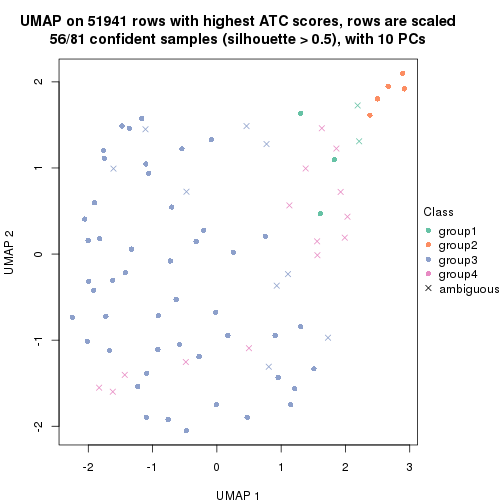 UMAP on 51941 rows with highest ATC scores, rows are scaled
56/81 confident samples (silhouette > 0.5), with 10 PCs
UMAP 2
2
1
0
-1
-2
-2
-1
0
1
2
3
UMAP 1
Class
group1
group2
group3
group4
ambiguous